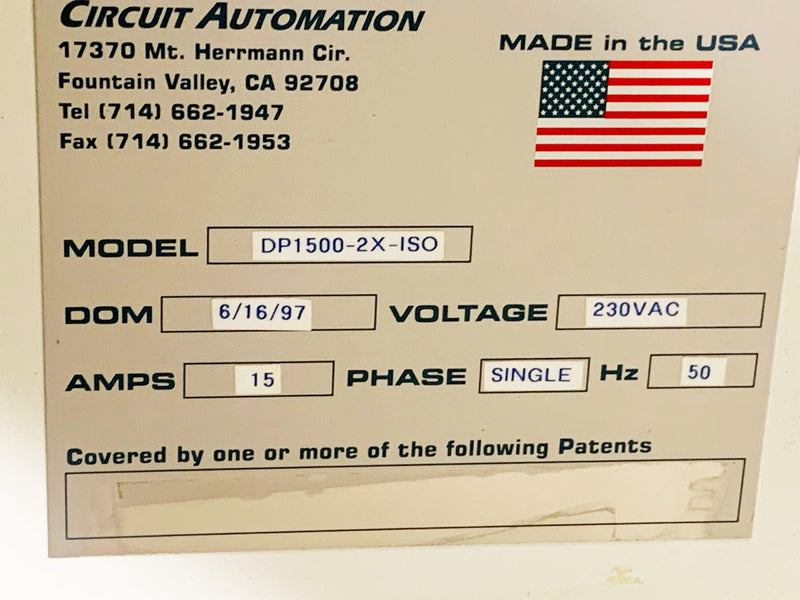 CIRCUIT AUTOMATION
17370 Mt. Herrmann Cir.
Fountain Valley, CA 92708
Tel (714) 662-1947
Fax (714) 662-1953
MADE in the USA
MODEL DP1500-2X-ISO
DOM 6/16/97 VOLTAGE 230VAC
AMPS 15 PHASE SINGLE Hz 50
Covered by one or more of the following Patents